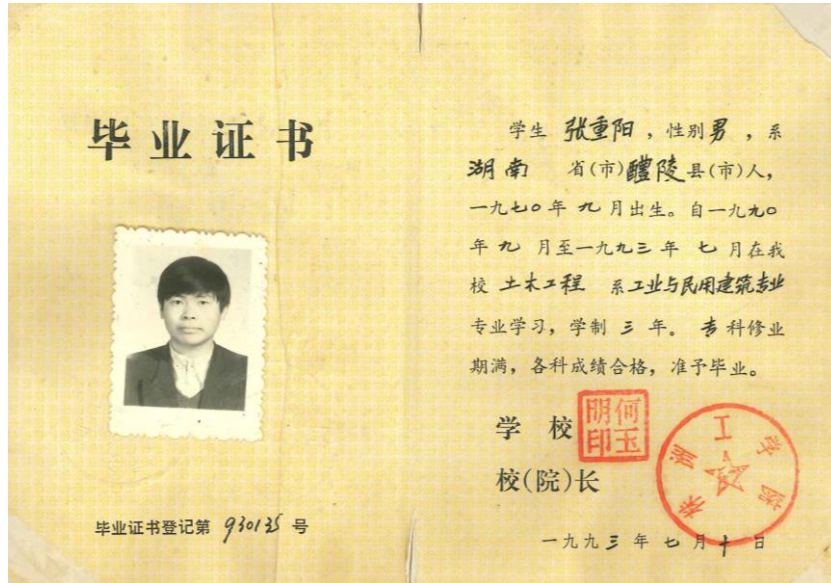 毕业证书
毕业证书登记第 930135 号
学生 张重阳，性别男，系
湖南 省(市)醴陵县(市)人，
一九七〇年九月出生。自一九九〇
年九月至一九九三年七月在我
校 土木工程 系工业与民用建筑专业
专业学习，学制 三 年。专科修业
期满，各科成绩合格，准予毕业。
学校
校(院)长
何玉明印
工学院
一九九三年七月十日